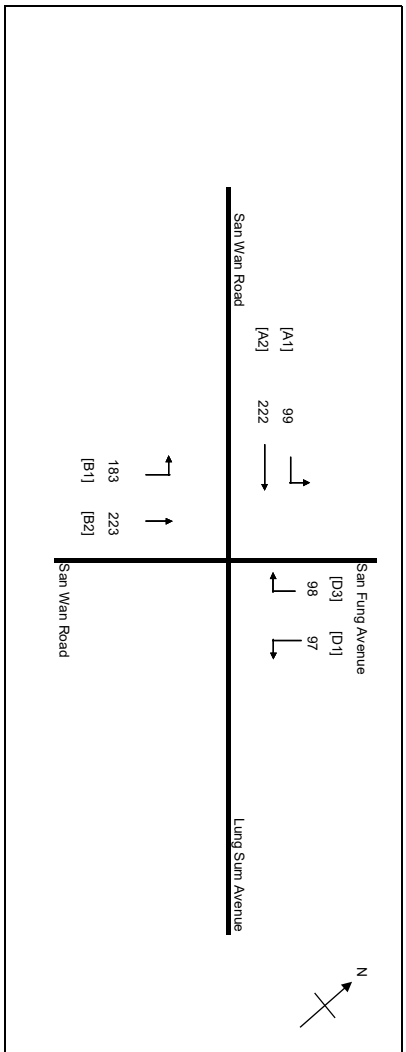 San Wan Road
[A1]
99
[A2]
222
183
[B1]
223
[B2]
San Wan Road
San Fung Avenue
[D3]
98
[D1]
97
Lung Sum Avenue
N